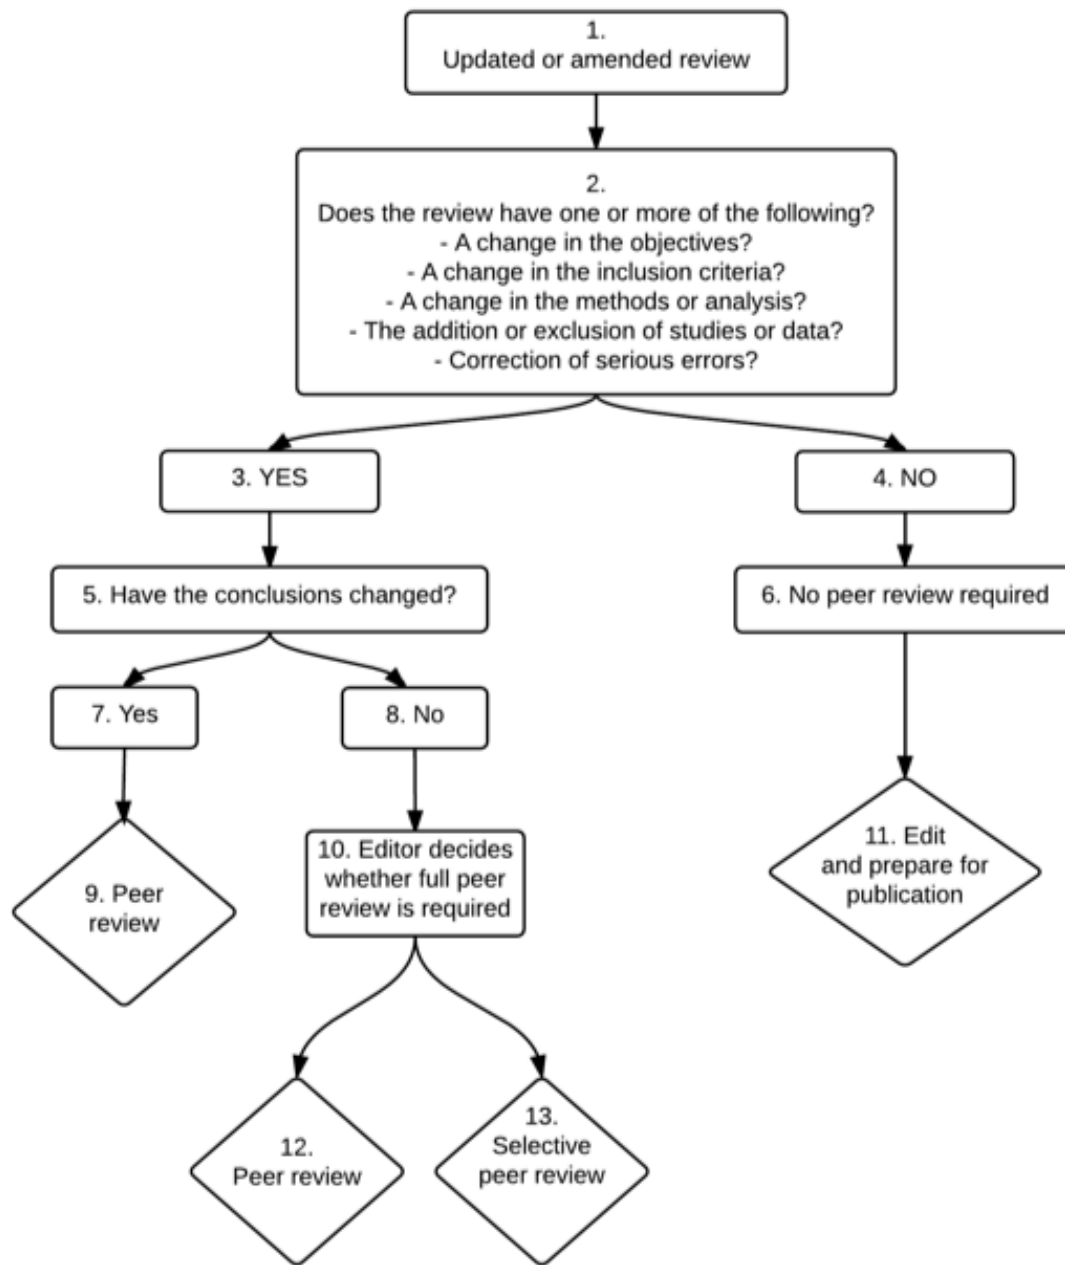 1.
Updated or amended review
2.
Does the review have one or more of the following?
- A change in the objectives?
- A change in the inclusion criteria?
- A change in the methods or analysis?
- The addition or exclusion of studies or data?
- Correction of serious errors?
3. YES
4. NO
5. Have the conclusions changed?
6. No peer review required
7. Yes
8. No
9. Peer
review
10. Editor decides
whether full peer
review is required
11. Edit
and prepare for
publication
12.
Peer review
13.
Selective
peer review